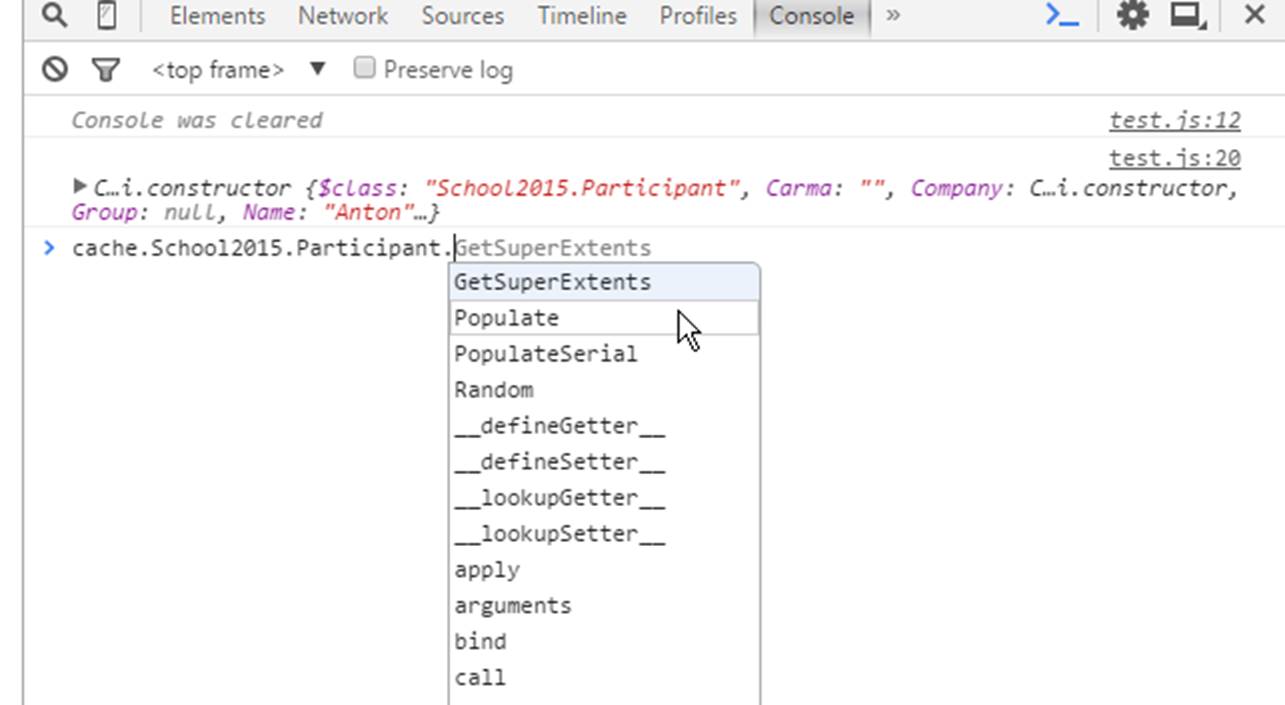 Elements Network Sources Timeline Profiles Console »
<top frame> ▼ Preserve log
Console was cleared test.js:12
test.js:20
▶ C…i.constructor {$class: "School2015.Participant", Carma: "", Company: C…i.constructor,
Group: null, Name: "Anton"…}
> cache.School2015.Participant.GetSuperExtents
GetSuperExtents
Populate
PopulateSerial
Random
__defineGetter__
__defineSetter__
__lookupGetter__
__lookupSetter__
apply
arguments
bind
call